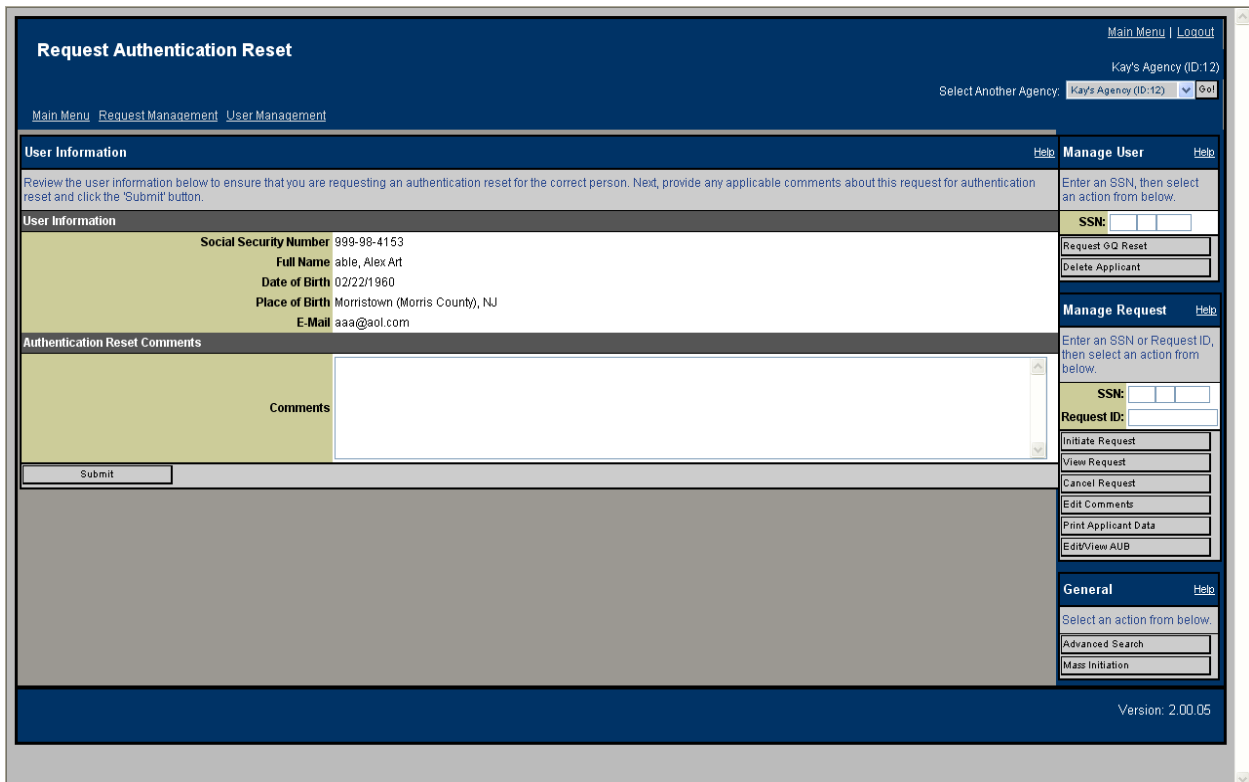 Request Authentication Reset
Main Menu | Logout
Kay's Agency (ID:12)
Select Another Agency: Kay's Agency (ID:12) Go!
Main Menu Request Management User Management
User Information Help
Review the user information below to ensure that you are requesting an authentication reset for the correct person. Next, provide any applicable comments about this request for authentication
reset and click the 'Submit' button.
User Information
Social Security Number 999-98-4153
Full Name able, Alex Art
Date of Birth 02/22/1960
Place of Birth Morristown (Morris County), NJ
E-Mail aaa@aol.com
Authentication Reset Comments
Comments
Submit
Manage User Help
Enter an SSN, then select
an action from below.
SSN:
Request GQ Reset
Delete Applicant
Manage Request Help
Enter an SSN or Request ID,
then select an action from
below.
SSN:
Request ID:
Initiate Request
View Request
Cancel Request
Edit Comments
Print Applicant Data
Edit/View AUB
General Help
Select an action from below.
Advanced Search
Mass Initiation
Version: 2.00.05